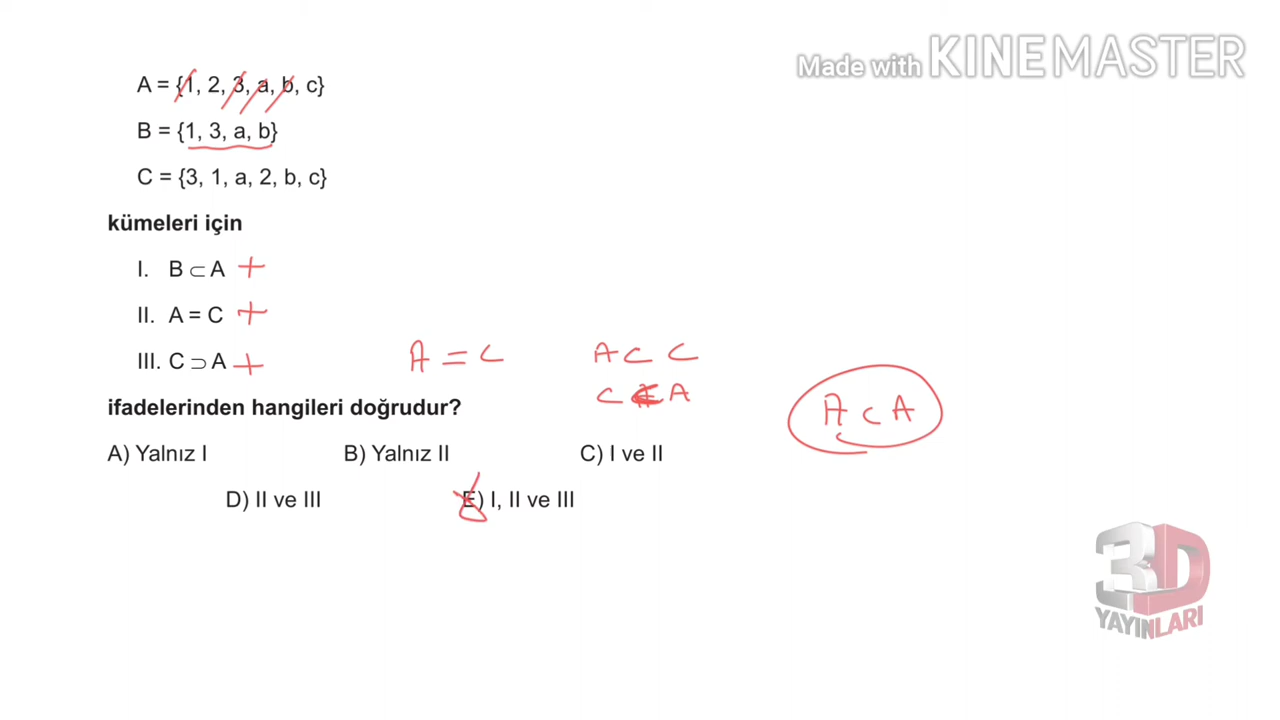 Made with KINEMASTER
A = {1, 2, 3, a, b, c}
B = {1, 3, a, b}
C = {3, 1, a, 2, b, c}
kümeleri için
I. B ⊂ A +
II. A = C +
III. C ⊃ A +
A = C
A ⊂ C
C ⊂ A
A ⊂ A
ifadelerinden hangileri doğrudur?
A) Yalnız I B) Yalnız II C) I ve II
D) II ve III E) I, II ve III
3D
YAYINLARI